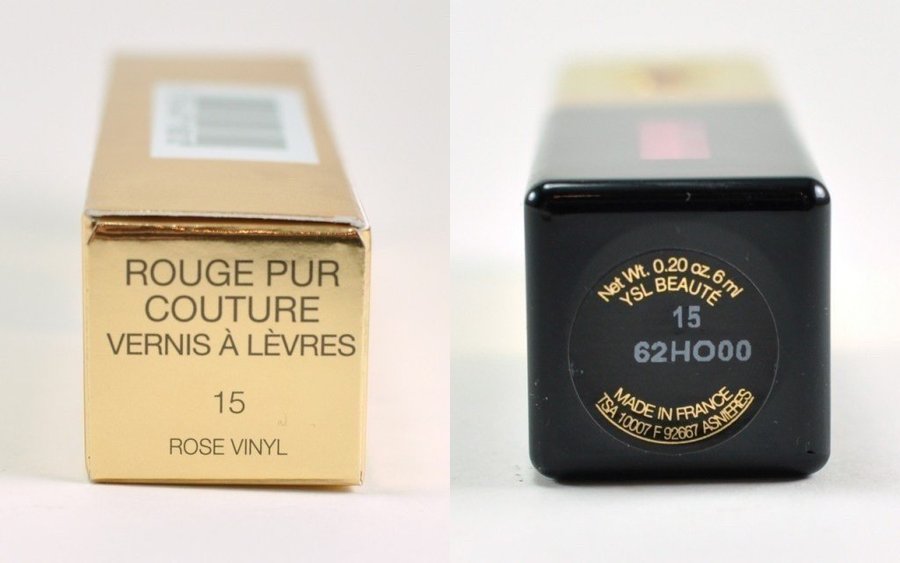 ROUGE PUR
COUTURE
VERNIS À LÈVRES
15
ROSE VINYL
Net Wt. 0.20 oz. 6 ml
YSL BEAUTÉ
15
62HO00
MADE IN FRANCE
TSA 10007 F 92667 ASNIERES